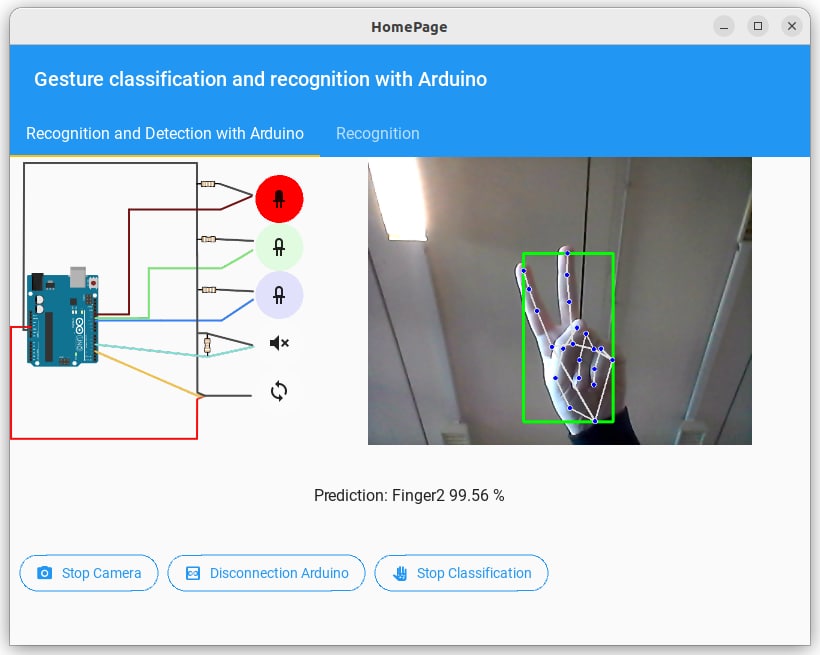 HomePage
Gesture classification and recognition with Arduino
Recognition and Detection with Arduino
Recognition
Prediction: Finger2 99.56 %
Stop Camera
Disconnection Arduino
Stop Classification